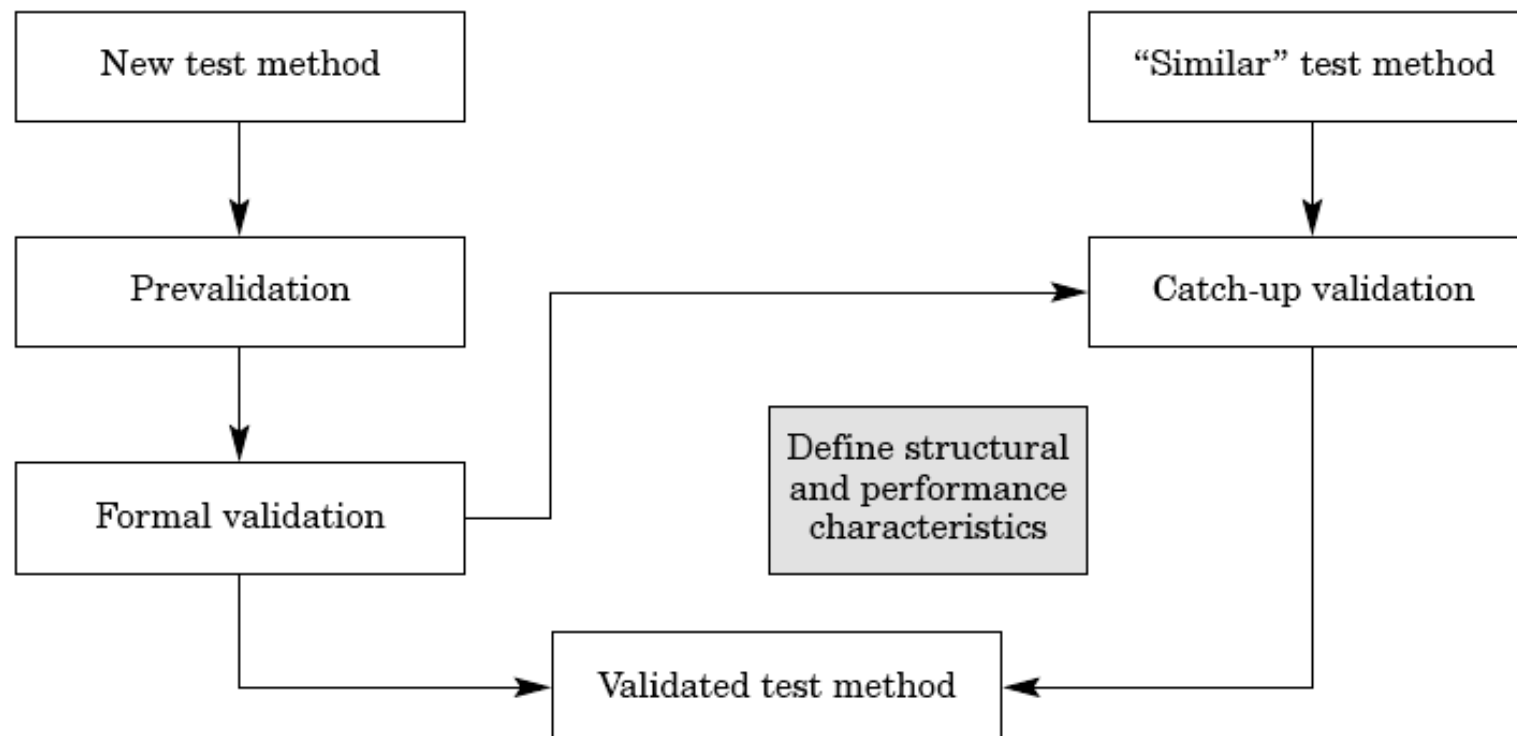 New test method
“Similar” test method
Prevalidation
Catch-up validation
Define structural
and performance
characteristics
Formal validation
Validated test method